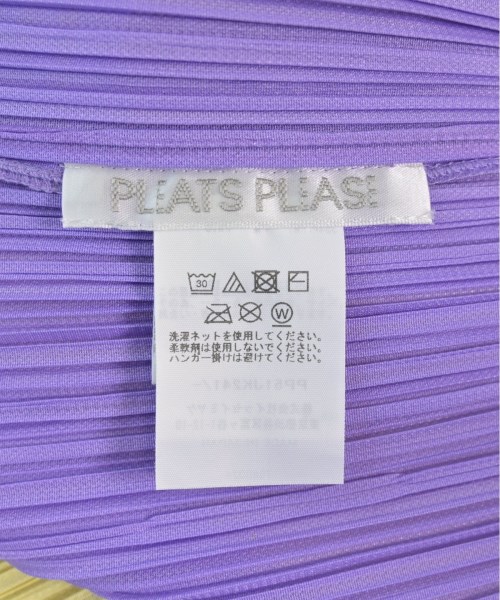 PLEATS PLEASE
30
W
洗濯ネットを使用してください。
柔軟剤は使用しないでください。
ハンガー掛けは避けてください。